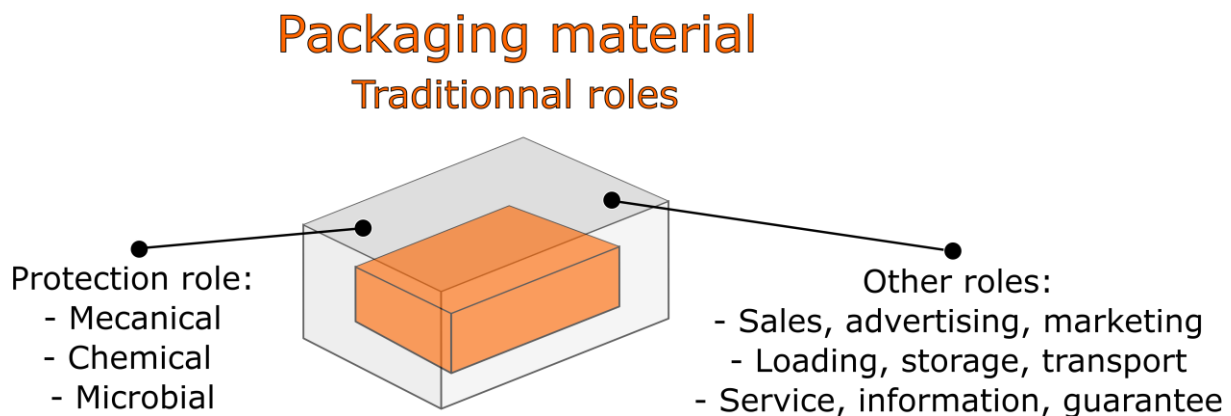 Packaging material
Traditionnal roles
Protection role:
- Mecanical
- Chemical
- Microbial
Other roles:
- Sales, advertising, marketing
- Loading, storage, transport
- Service, information, guarantee